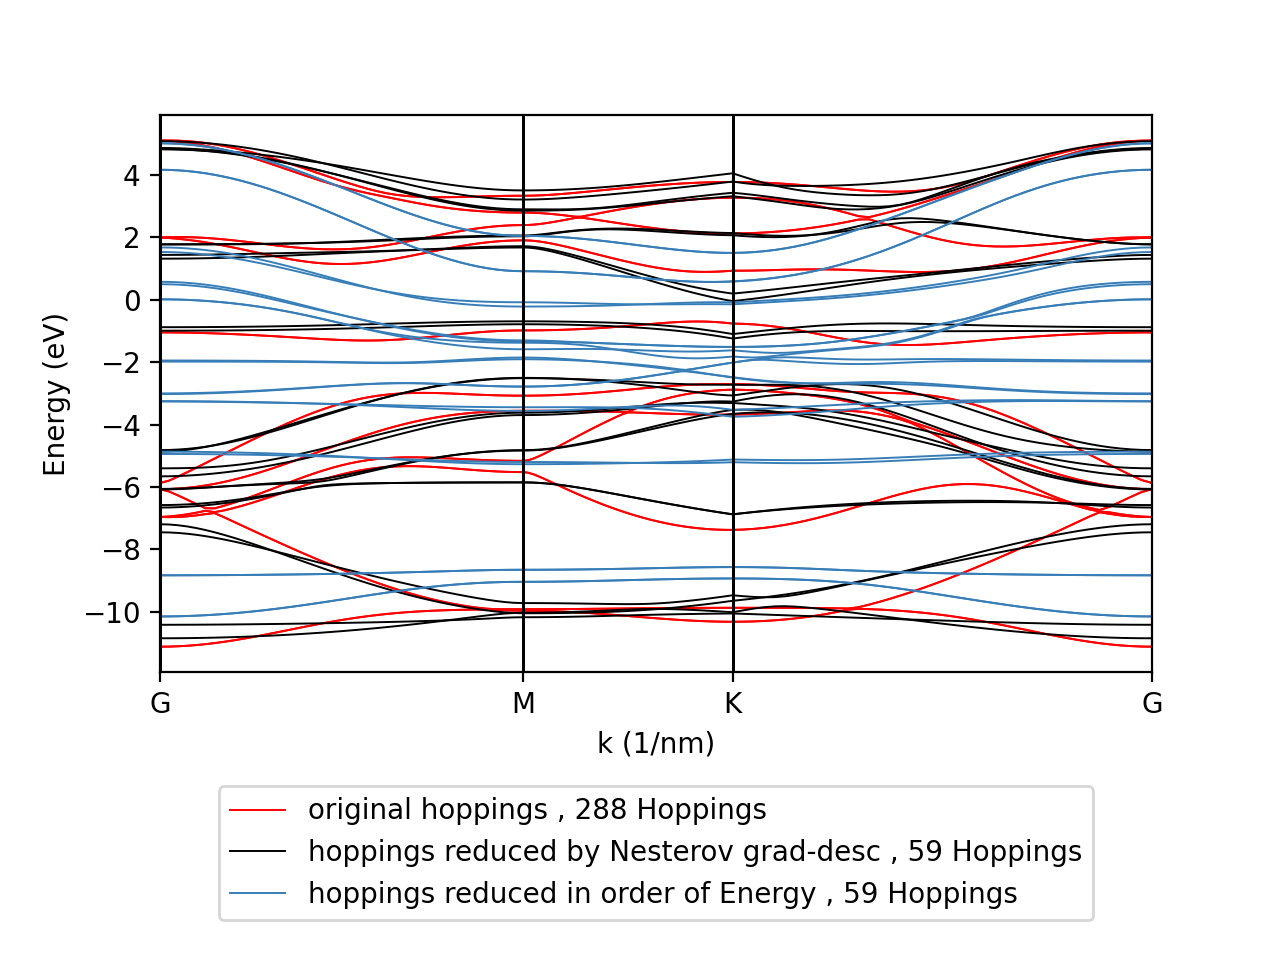 4
2
0
−2
−4
−6
−8
−10
Energy (eV)
G M K G
k (1/nm)
original hoppings , 288 Hoppings
hoppings reduced by Nesterov grad-desc , 59 Hoppings
hoppings reduced in order of Energy , 59 Hoppings